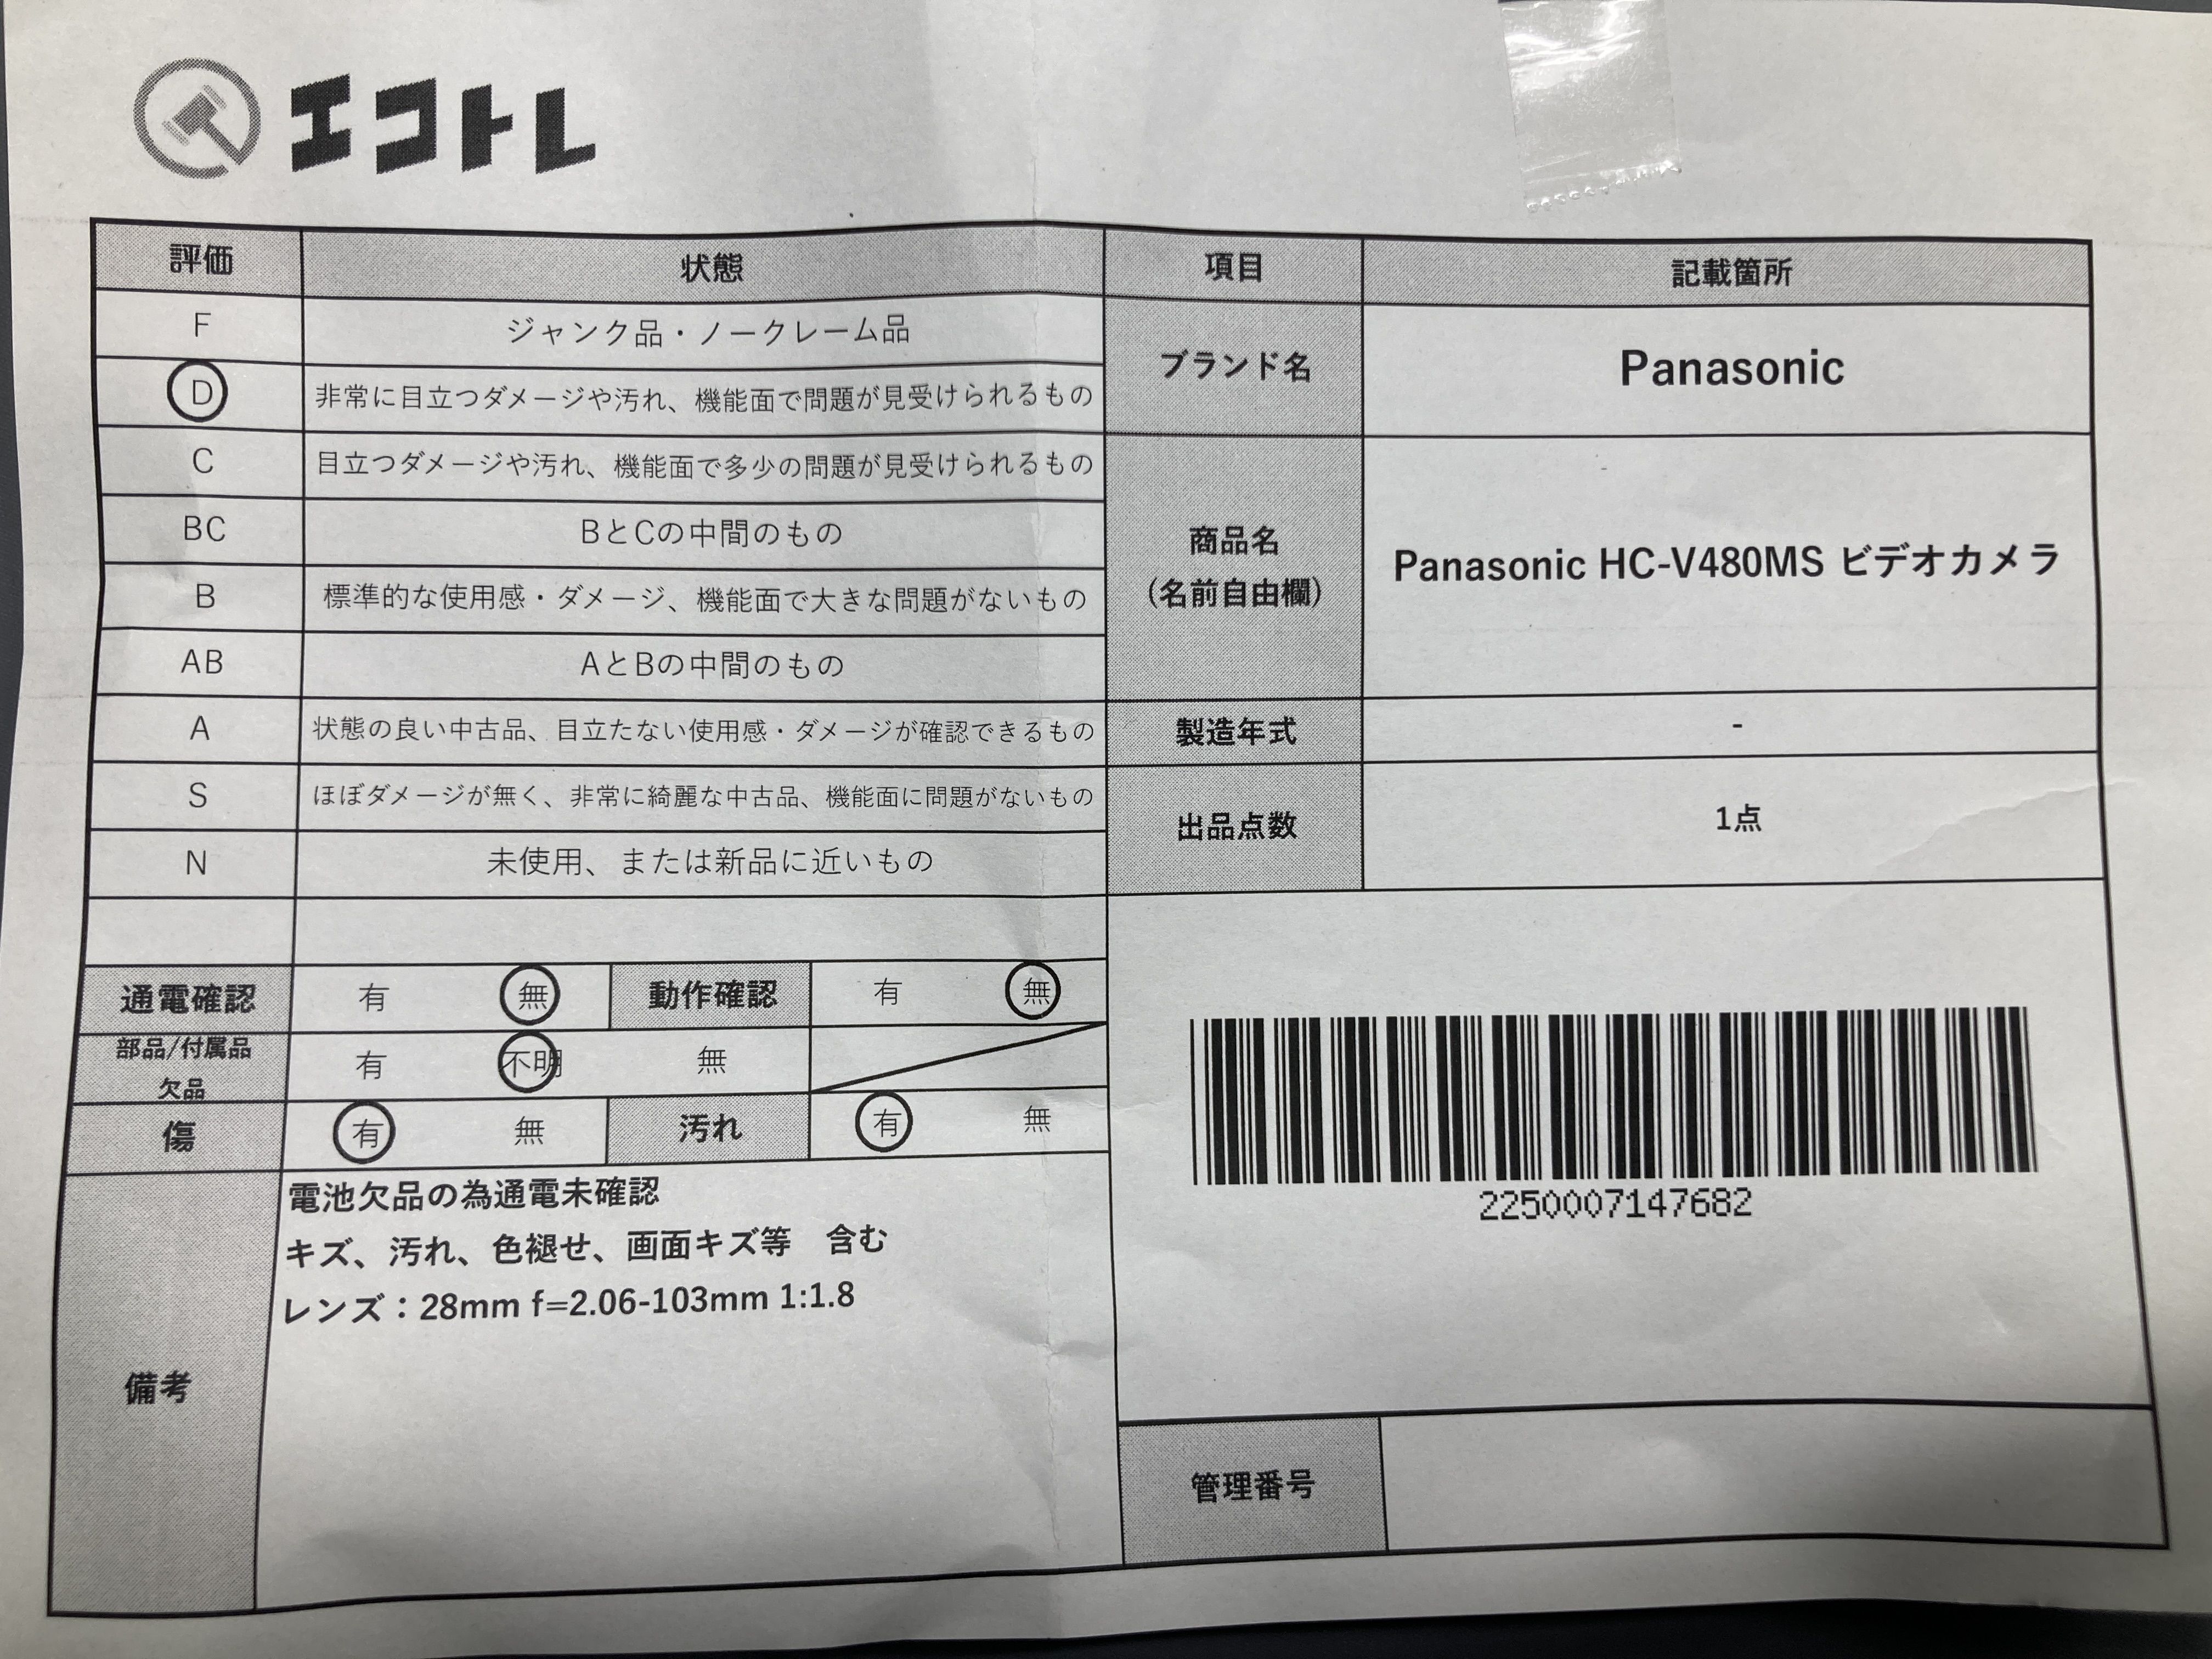 エコトレ
評価 状態 項目 記載箇所
F ジャンク品・ノークレーム品
D 非常に目立つダメージや汚れ、機能面で問題が見受けられるもの
ブランド名 Panasonic
C 目立つダメージや汚れ、機能面で多少の問題が見受けられるもの
BC BとCの中間のもの
商品名
(名前自由欄)
Panasonic HC-V480MS ビデオカメラ
B 標準的な使用感・ダメージ、機能面で大きな問題がないもの
AB AとBの中間のもの
A 状態の良い中古品、目立たない使用感・ダメージが確認できるもの
製造年式 -
S ほぼダメージが無く、非常に綺麗な中古品、機能面に問題がないもの
出品点数 1点
N 未使用、または新品に近いもの
通電確認 有 無 動作確認 有 無
部品/付属品
欠品
有 不明 無
傷 有 無 汚れ 有 無
2250007147682
備考
電池欠品の為通電未確認
キズ、汚れ、色褪せ、画面キズ等 含む
レンズ：28mm f=2.06-103mm 1:1.8
管理番号